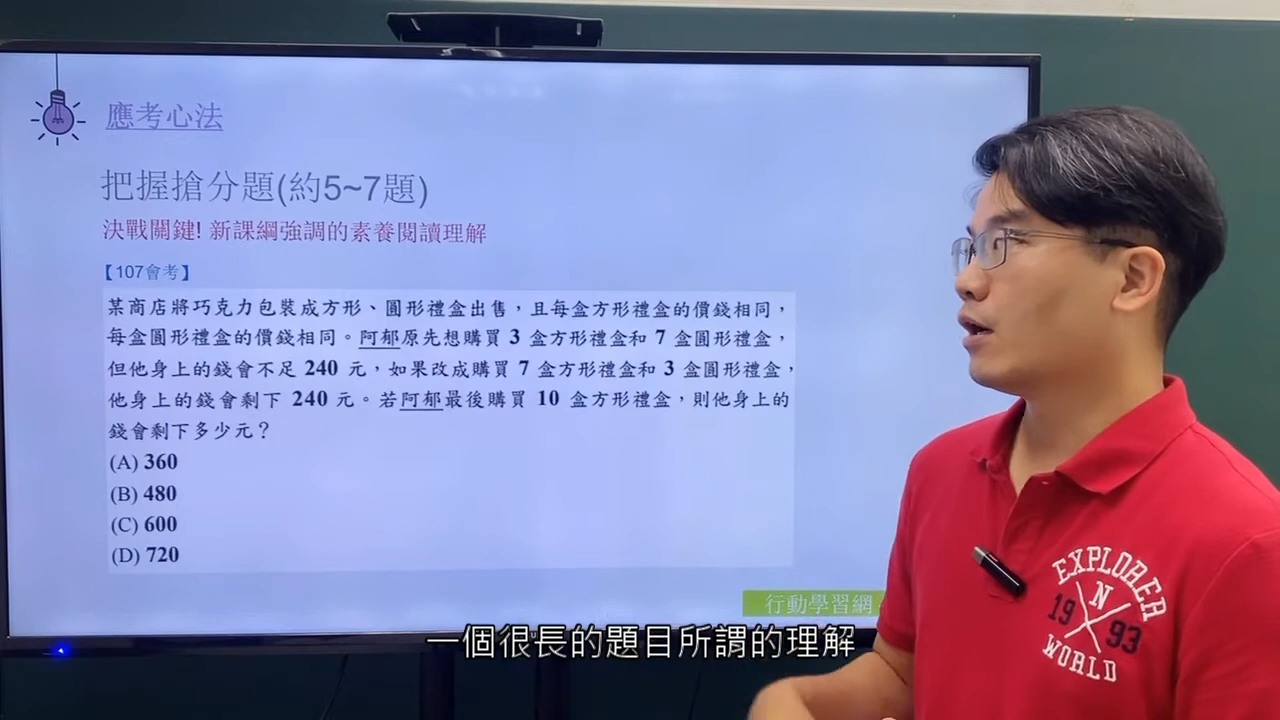 應考心法
把握搶分題(約5~7題)
決戰關鍵! 新課綱強調的素養閱讀理解
【107會考】
某商店將巧克力包裝成方形、圓形禮盒出售，且每盒方形禮盒的價錢相同，
每盒圓形禮盒的價錢相同。阿郁原先想購買 3 盒方形禮盒和 7 盒圓形禮盒，
但他身上的錢會不足 240 元，如果改成購買 7 盒方形禮盒和 3 盒圓形禮盒，
他身上的錢會剩下 240 元。若阿郁最後購買 10 盒方形禮盒，則他身上的
錢會剩下多少元？
(A) 360
(B) 480
(C) 600
(D) 720
行動學習網
一個很長的題目所謂的理解
EXPLORER
N
19 93
WORLD